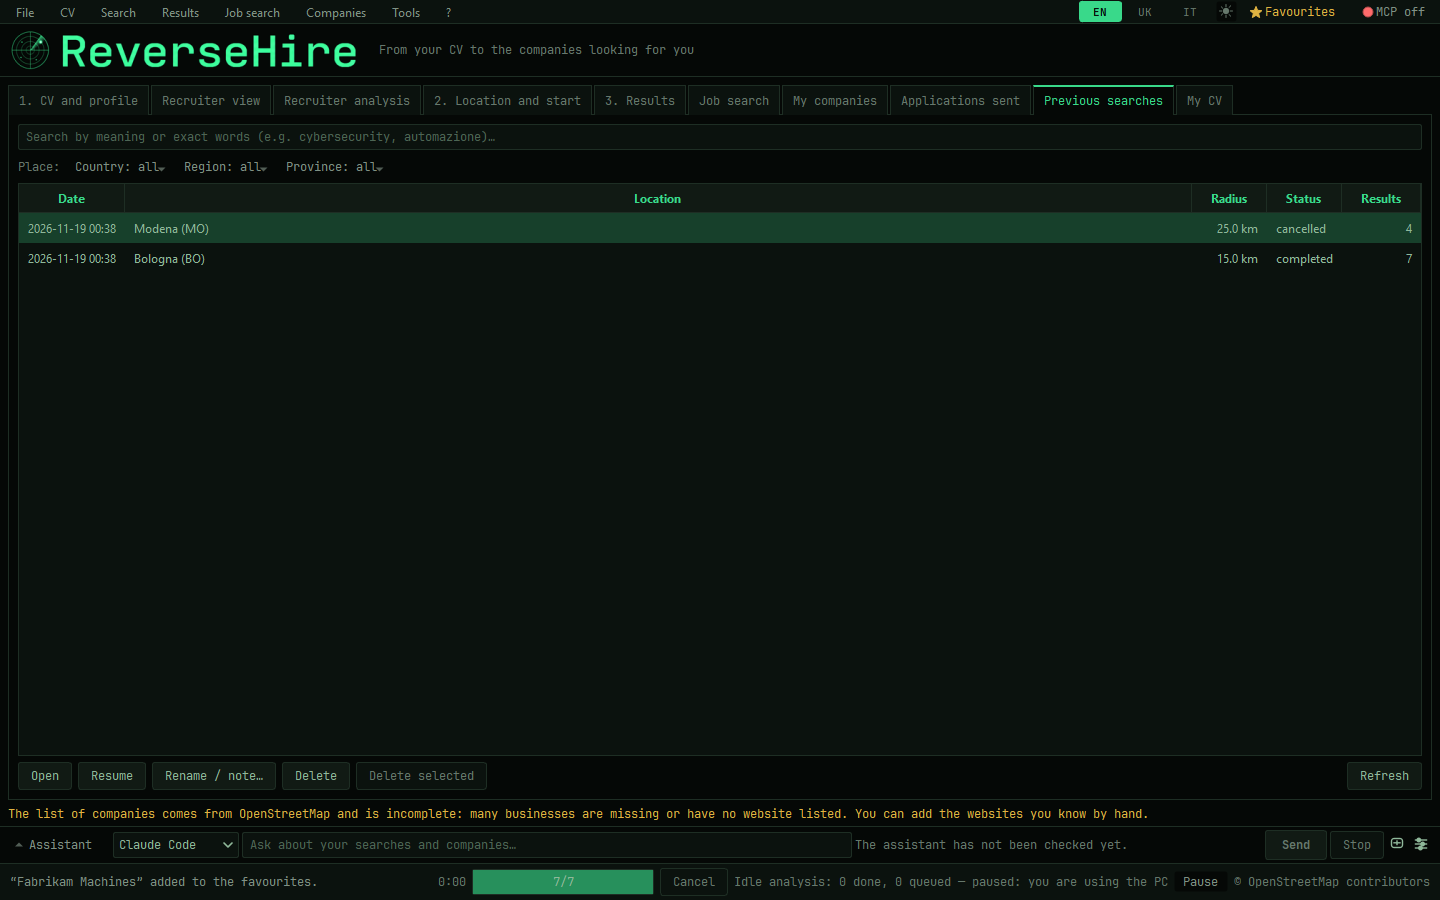 File CV Search Results Job search Companies Tools ? EN UK IT Favourites MCP off
ReverseHire From your CV to the companies looking for you
1. CV and profile Recruiter view Recruiter analysis 2. Location and start 3. Results Job search My companies Applications sent Previous searches My CV
Search by meaning or exact words (e.g. cybersecurity, automazione)…
Place: Country: all Region: all Province: all
Date Location Radius Status Results
2026-11-19 00:38 Modena (MO) 25.0 km cancelled 4
2026-11-19 00:38 Bologna (BO) 15.0 km completed 7
Open Resume Rename / note… Delete Delete selected Refresh
The list of companies comes from OpenStreetMap and is incomplete: many businesses are missing or have no website listed. You can add the websites you know by hand.
Assistant Claude Code Ask about your searches and companies… The assistant has not been checked yet. Send Stop
“Fabrikam Machines” added to the favourites. 0:00 7/7 Cancel Idle analysis: 0 done, 0 queued — paused: you are using the PC Pause © OpenStreetMap contributors